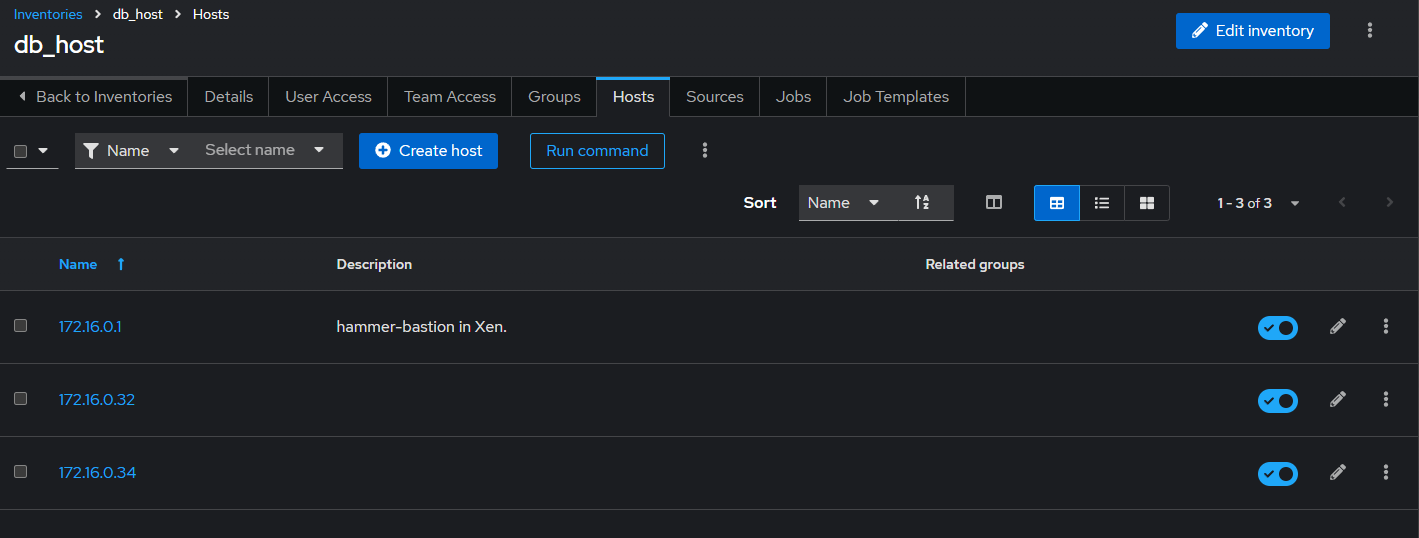 Inventories > db_host > Hosts
db_host
Edit inventory
Back to Inventories Details User Access Team Access Groups Hosts Sources Jobs Job Templates
Name Select name Create host Run command
Sort Name 1 - 3 of 3
Name Description Related groups
172.16.0.1 hammer-bastion in Xen.
172.16.0.32
172.16.0.34